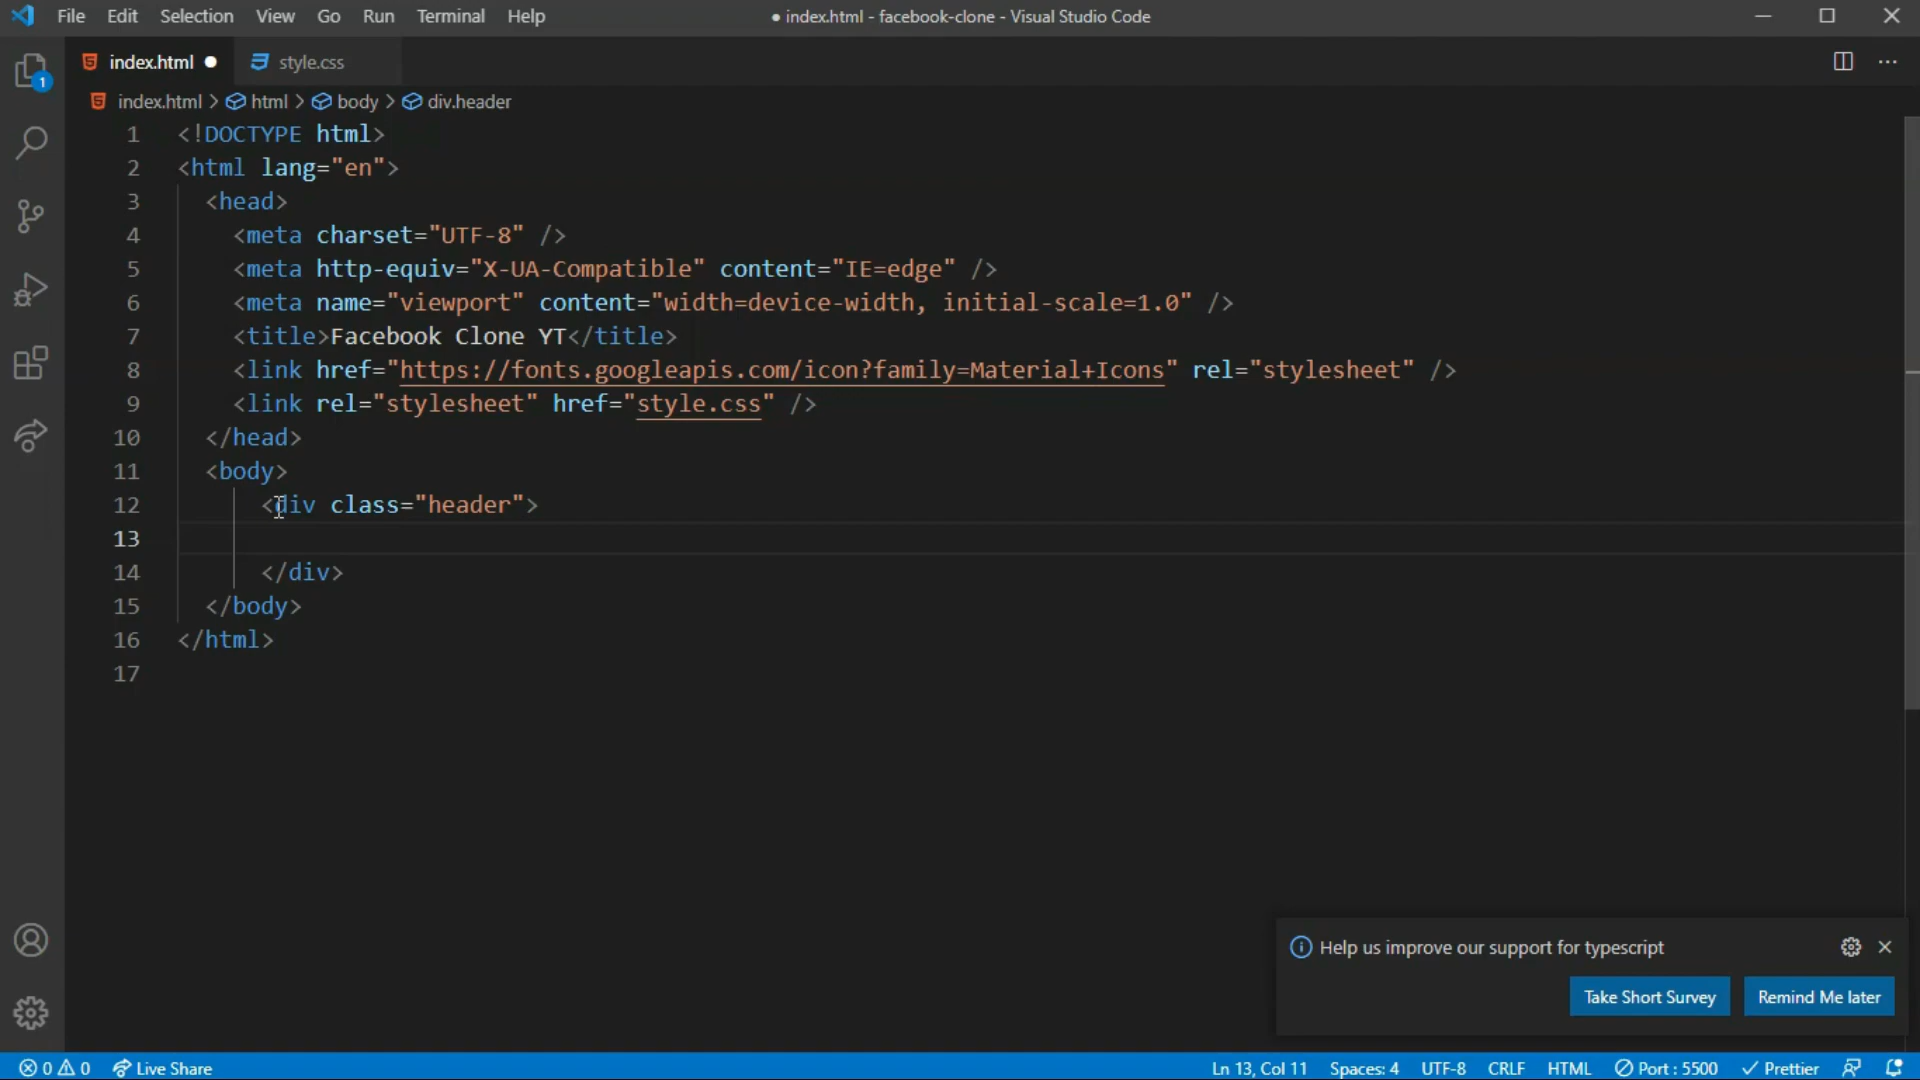 File Edit Selection View Go Run Terminal Help
● index.html - facebook-clone - Visual Studio Code
index.html ● style.css
index.html > html > body > div.header
1 <!DOCTYPE html>
2 <html lang="en">
3 <head>
4 <meta charset="UTF-8" />
5 <meta http-equiv="X-UA-Compatible" content="IE=edge" />
6 <meta name="viewport" content="width=device-width, initial-scale=1.0" />
7 <title>Facebook Clone YT</title>
8 <link href="https://fonts.googleapis.com/icon?family=Material+Icons" rel="stylesheet" />
9 <link rel="stylesheet" href="style.css" />
10 </head>
11 <body>
12 <div class="header">
13
14 </div>
15 </body>
16 </html>
17
1
Help us improve our support for typescript
Take Short Survey Remind Me later
0 0 Live Share Ln 13, Col 11 Spaces: 4 UTF-8 CRLF HTML Port : 5500 Prettier